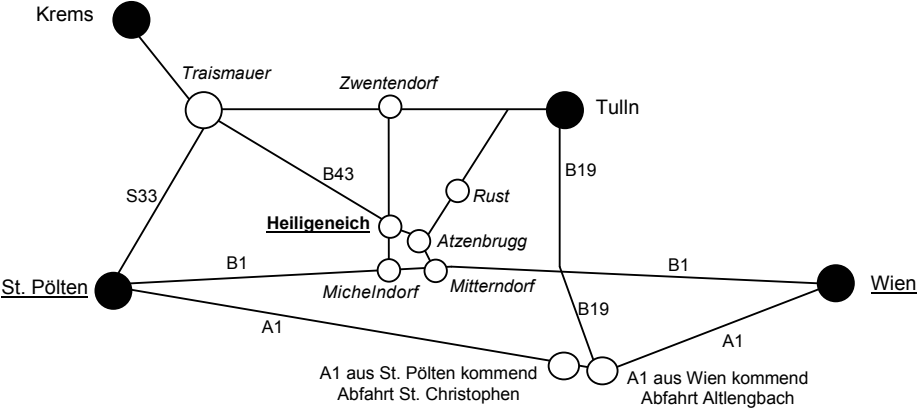 Krems
Traismauer
Zwentendorf
Tulln
B19
B43
S33
Rust
Heiligeneich
Atzenbrugg
B1
B1
St. Pölten
Michelndorf
Mitterndorf
Wien
B19
A1
A1
A1 aus St. Pölten kommend
Abfahrt St. Christophen
A1 aus Wien kommend
Abfahrt Altlengbach